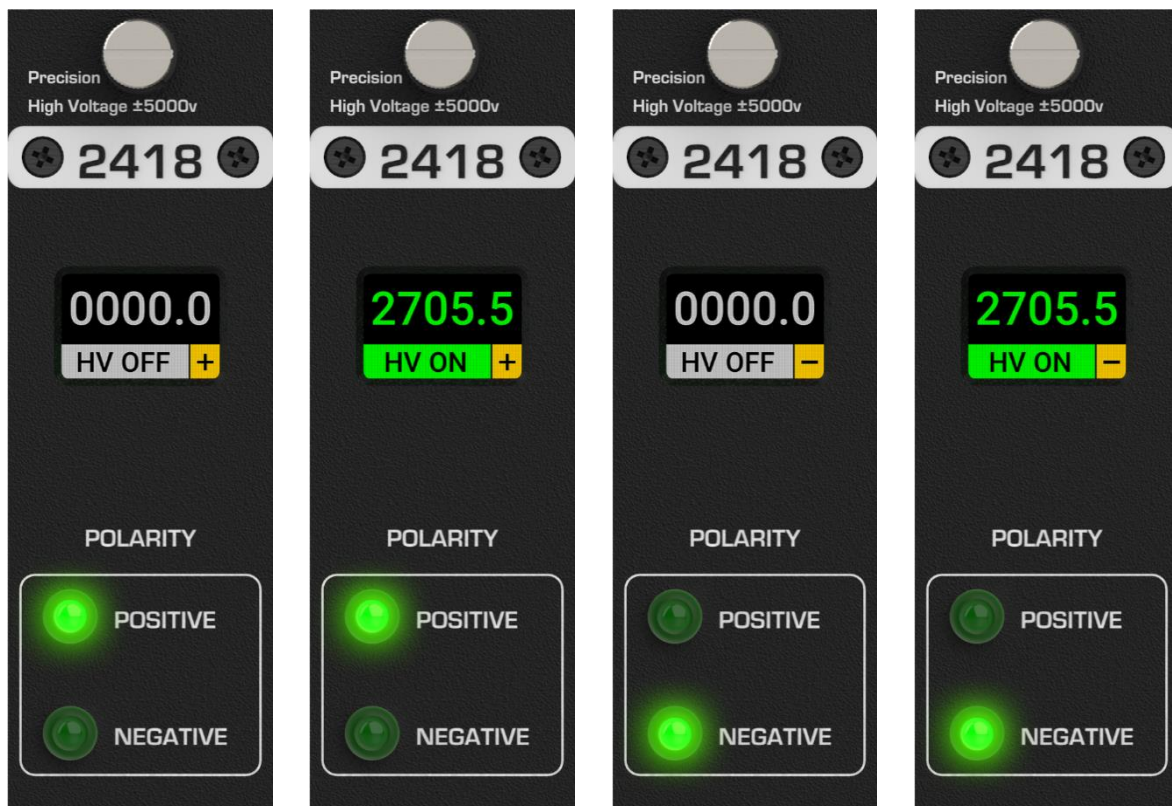 Precision
High Voltage ±5000v
2418
0000.0
HV OFF +
POLARITY
POSITIVE
NEGATIVE
Precision
High Voltage ±5000v
2418
2705.5
HV ON +
POLARITY
POSITIVE
NEGATIVE
Precision
High Voltage ±5000v
2418
0000.0
HV OFF −
POLARITY
POSITIVE
NEGATIVE
Precision
High Voltage ±5000v
2418
2705.5
HV ON −
POLARITY
POSITIVE
NEGATIVE